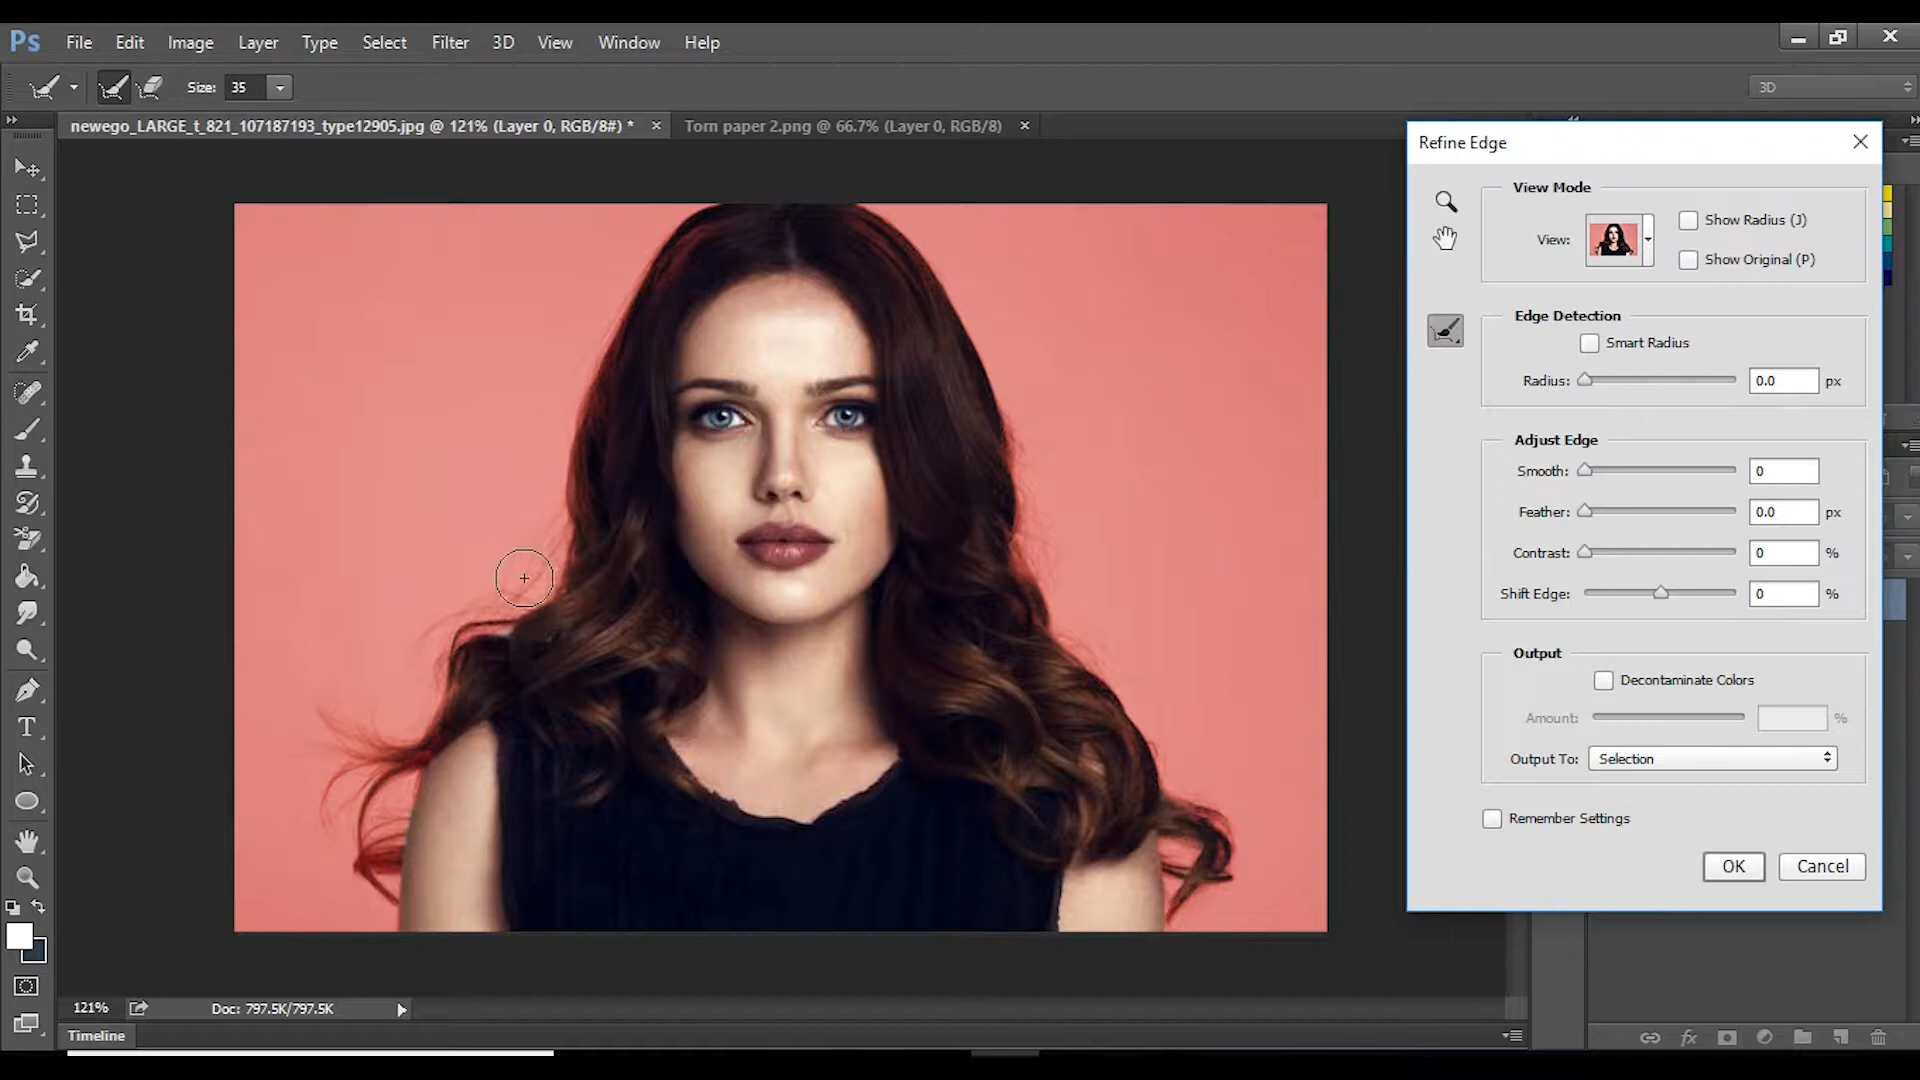 Ps File Edit Image Layer Type Select Filter 3D View Window Help
Size: 35
3D
newego_LARGE_t_821_107187193_type12905.jpg @ 121% (Layer 0, RGB/8#) *
Torn paper 2.png @ 66.7% (Layer 0, RGB/8)
Refine Edge
View Mode
View:
Show Radius (J)
Show Original (P)
Edge Detection
Smart Radius
Radius: 0.0 px
Adjust Edge
Smooth: 0
Feather: 0.0 px
Contrast: 0 %
Shift Edge: 0 %
Output
Decontaminate Colors
Amount: %
Output To: Selection
Remember Settings
OK Cancel
121% Doc: 797.5K/797.5K
Timeline